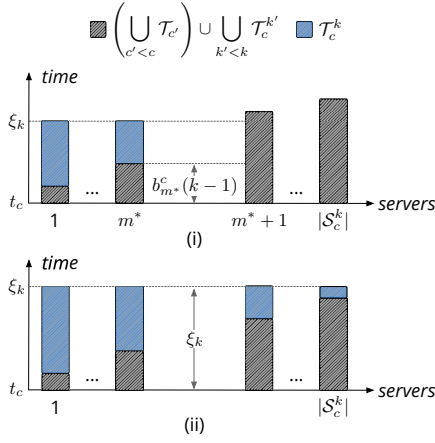 (⋃_{c'<c} 𝒯_{c'}) ∪ ⋃_{k'<k} 𝒯_c^{k'} 𝒯_c^k
time
ξ_k
b_{m*}^c(k−1)
t_c
servers
1 ... m* m* + 1 ... |𝒮_c^k|
(i)
time
ξ_k
ξ_k
t_c
servers
1 ... ... |𝒮_c^k|
(ii)